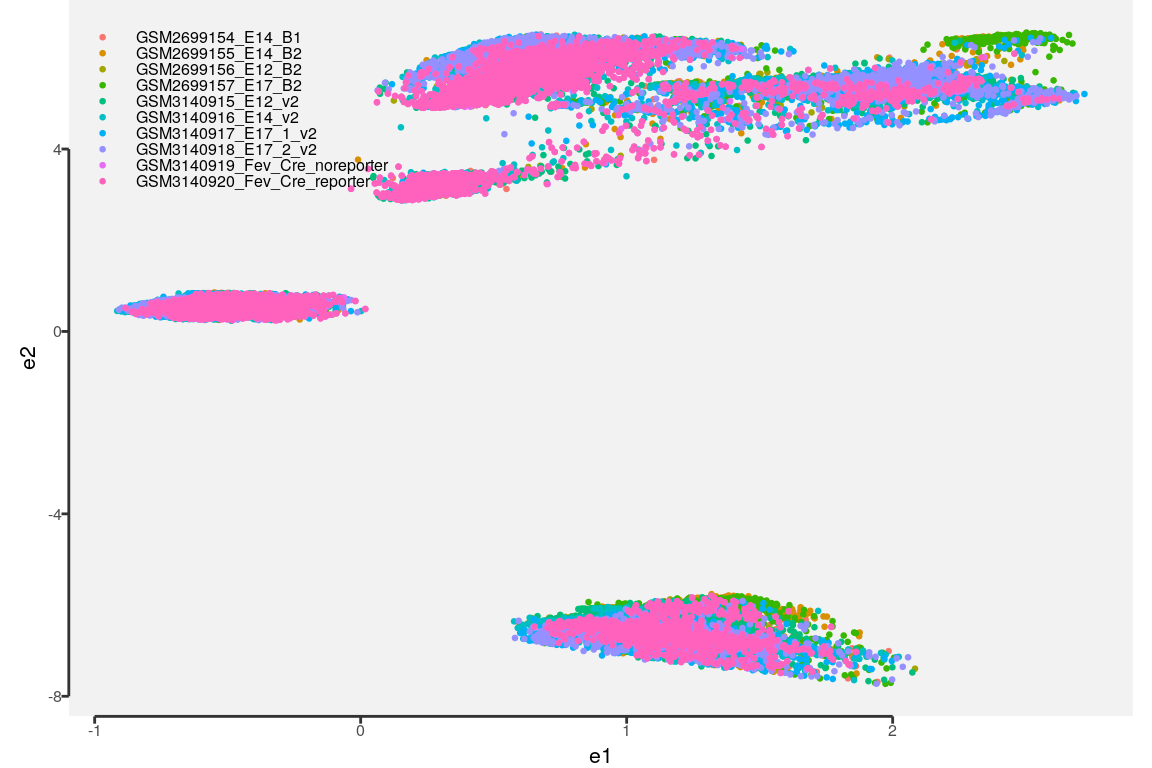 GSM2699154_E14_B1
GSM2699155_E14_B2
GSM2699156_E12_B2
GSM2699157_E17_B2
GSM3140915_E12_v2
GSM3140916_E14_v2
GSM3140917_E17_1_v2
GSM3140918_E17_2_v2
GSM3140919_Fev_Cre_noreporter
GSM3140920_Fev_Cre_reporter
4
0
-4
-8
e2
-1 0 1 2
e1